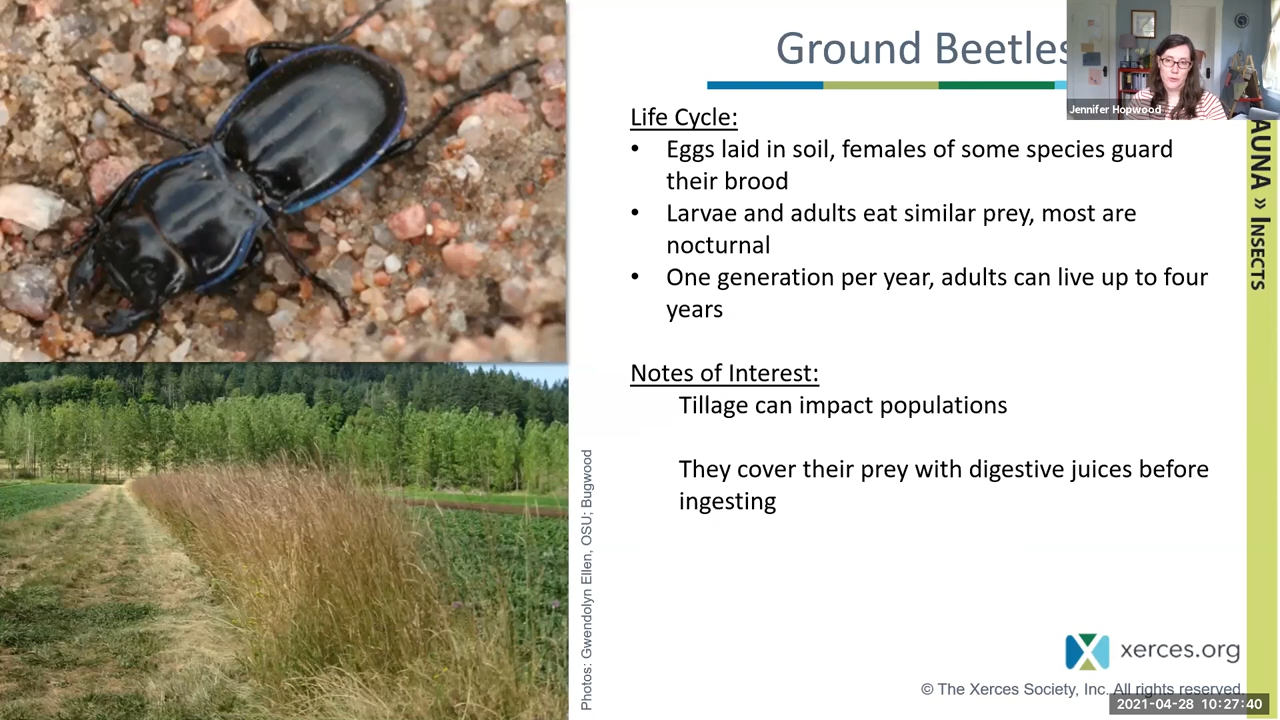 Ground Beetles
Jennifer Hopwood
Life Cycle:
• Eggs laid in soil, females of some species guard
their brood
• Larvae and adults eat similar prey, most are
nocturnal
• One generation per year, adults can live up to four
years
Notes of Interest:
Tillage can impact populations
They cover their prey with digestive juices before
ingesting
Photos: Gwendolyn Ellen, OSU; Bugwood
AUNA » INSECTS
xerces.org
© The Xerces Society, Inc. All rights reserved.
2021-04-28 10:27:40